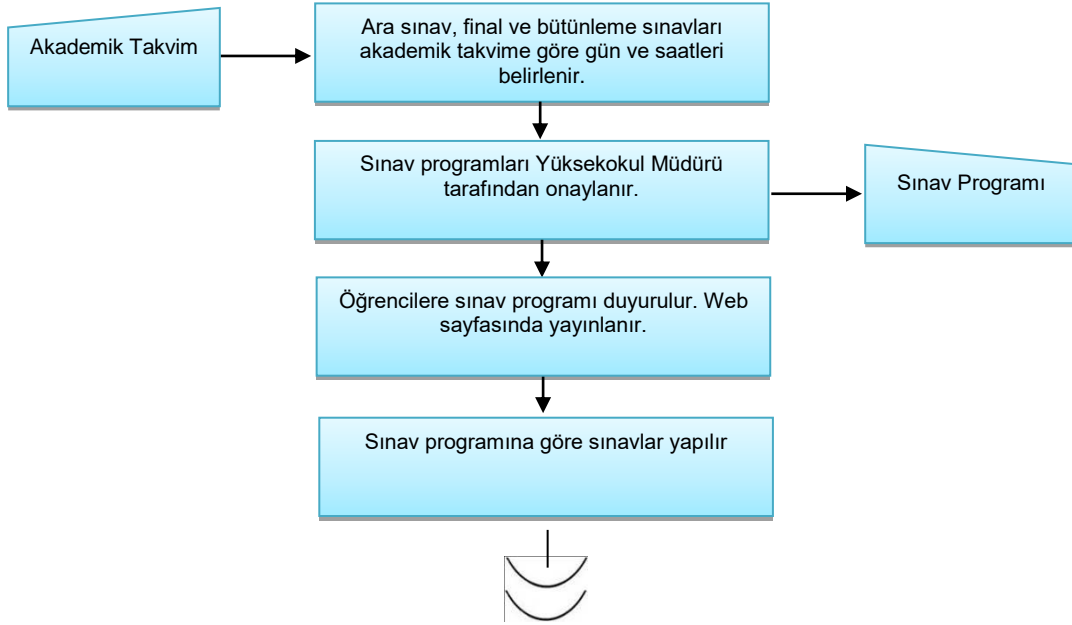 Akademik Takvim
Ara sınav, final ve bütünleme sınavları
akademik takvime göre gün ve saatleri
belirlenir.
Sınav programları Yüksekokul Müdürü
tarafından onaylanır.
Sınav Programı
Öğrencilere sınav programı duyurulur. Web
sayfasında yayınlanır.
Sınav programına göre sınavlar yapılır